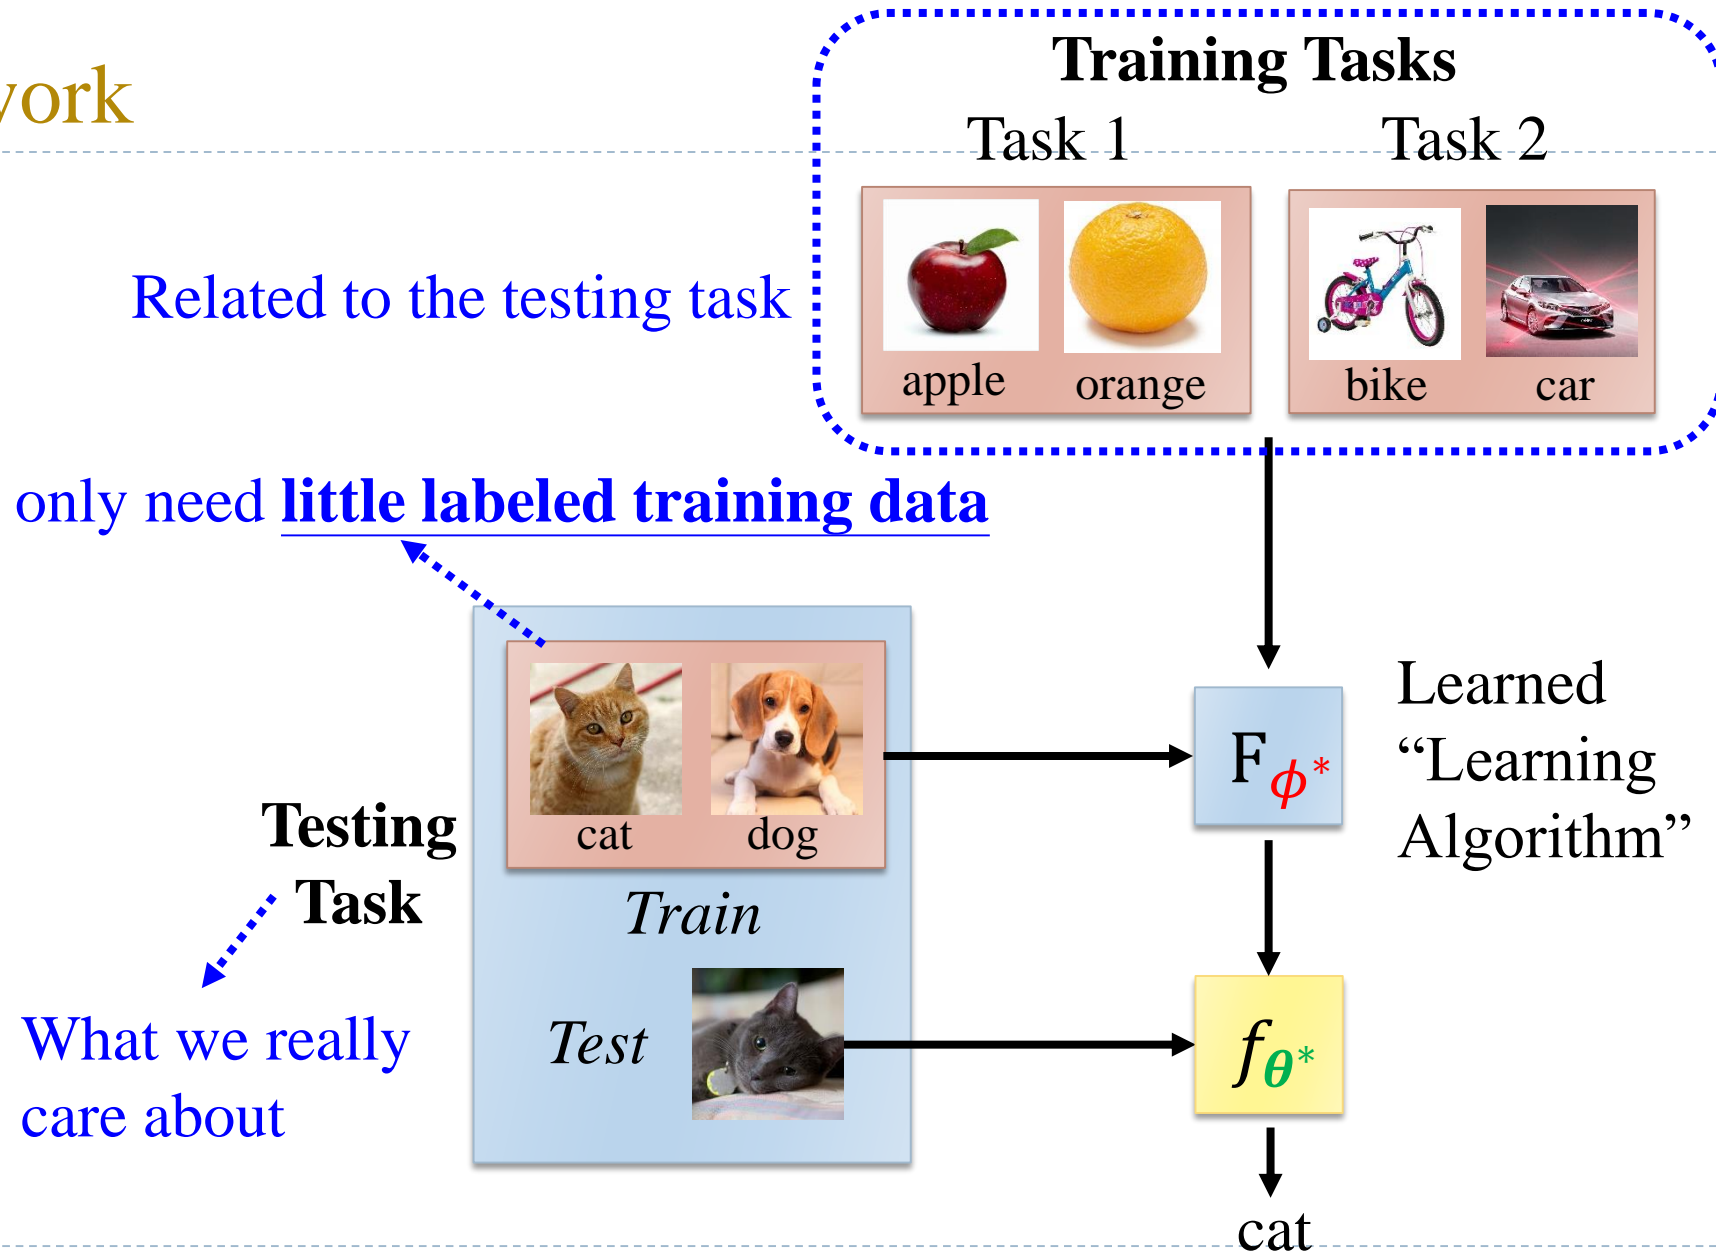 Training Tasks
Task 1
Task 2
Related to the testing task
apple
orange
bike
car
only need little labeled training data
cat
dog
Train
Testing
Task
Test
What we really
care about
F𝜙*
Learned
“Learning
Algorithm”
f𝜽*
cat